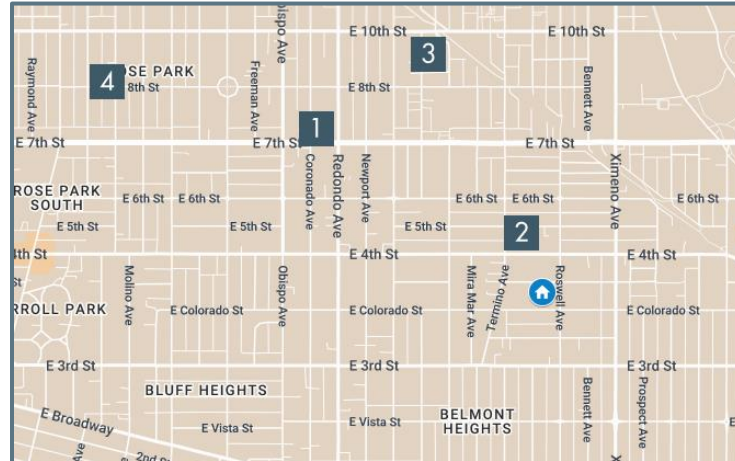 E 10th St
E 10th St
3
Obispo Ave
Raymond Ave
4
OSE PARK
8th St
Freeman Ave
E 8th St
Bennett Ave
1
E 7th St
E 7th St
E 7th St
Coronado Ave
Redondo Ave
Newport Ave
Ximeno Ave
ROSE PARK
SOUTH
E 6th St
E 6th St
E 6th St
E 6th St
E 6th St
E 5th St
E 5th St
E 5th St
2
4th St
E 4th St
E 4th St
St
Molino Ave
Obispo Ave
Mira Mar Ave
Termino Ave
Roswell Ave
RROLL PARK
E Colorado St
E Colorado St
E Colorado St
E 3rd St
E 3rd St
E 3rd St
BLUFF HEIGHTS
E Broadway
E Vista St
E Vista St
BELMONT
HEIGHTS
Bennett Ave
Prospect Ave
E
Ave
2nd St
X